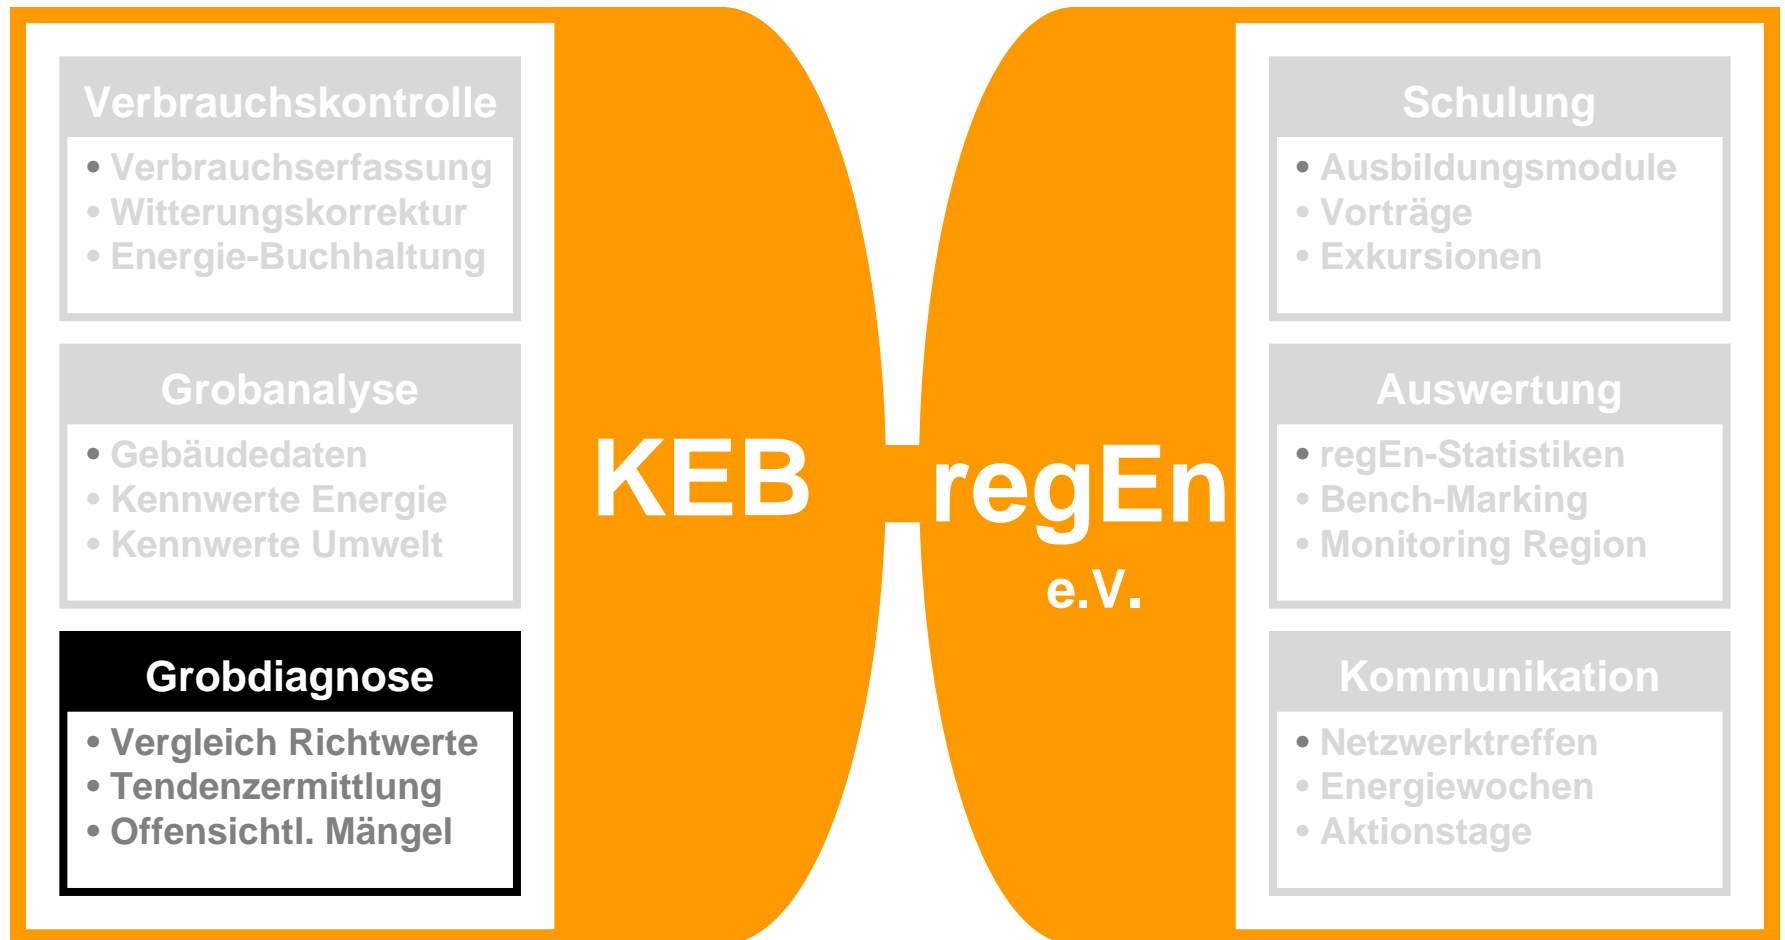 Verbrauchskontrolle
• Verbrauchserfassung
• Witterungskorrektur
• Energie-Buchhaltung
Grobanalyse
• Gebäudedaten
• Kennwerte Energie
• Kennwerte Umwelt
Grobdiagnose
• Vergleich Richtwerte
• Tendenzermittlung
• Offensichtl. Mängel
KEB
regEn
e.V.
Schulung
• Ausbildungsmodule
• Vorträge
• Exkursionen
Auswertung
• regEn-Statistiken
• Bench-Marking
• Monitoring Region
Kommunikation
• Netzwerktreffen
• Energiewochen
• Aktionstage